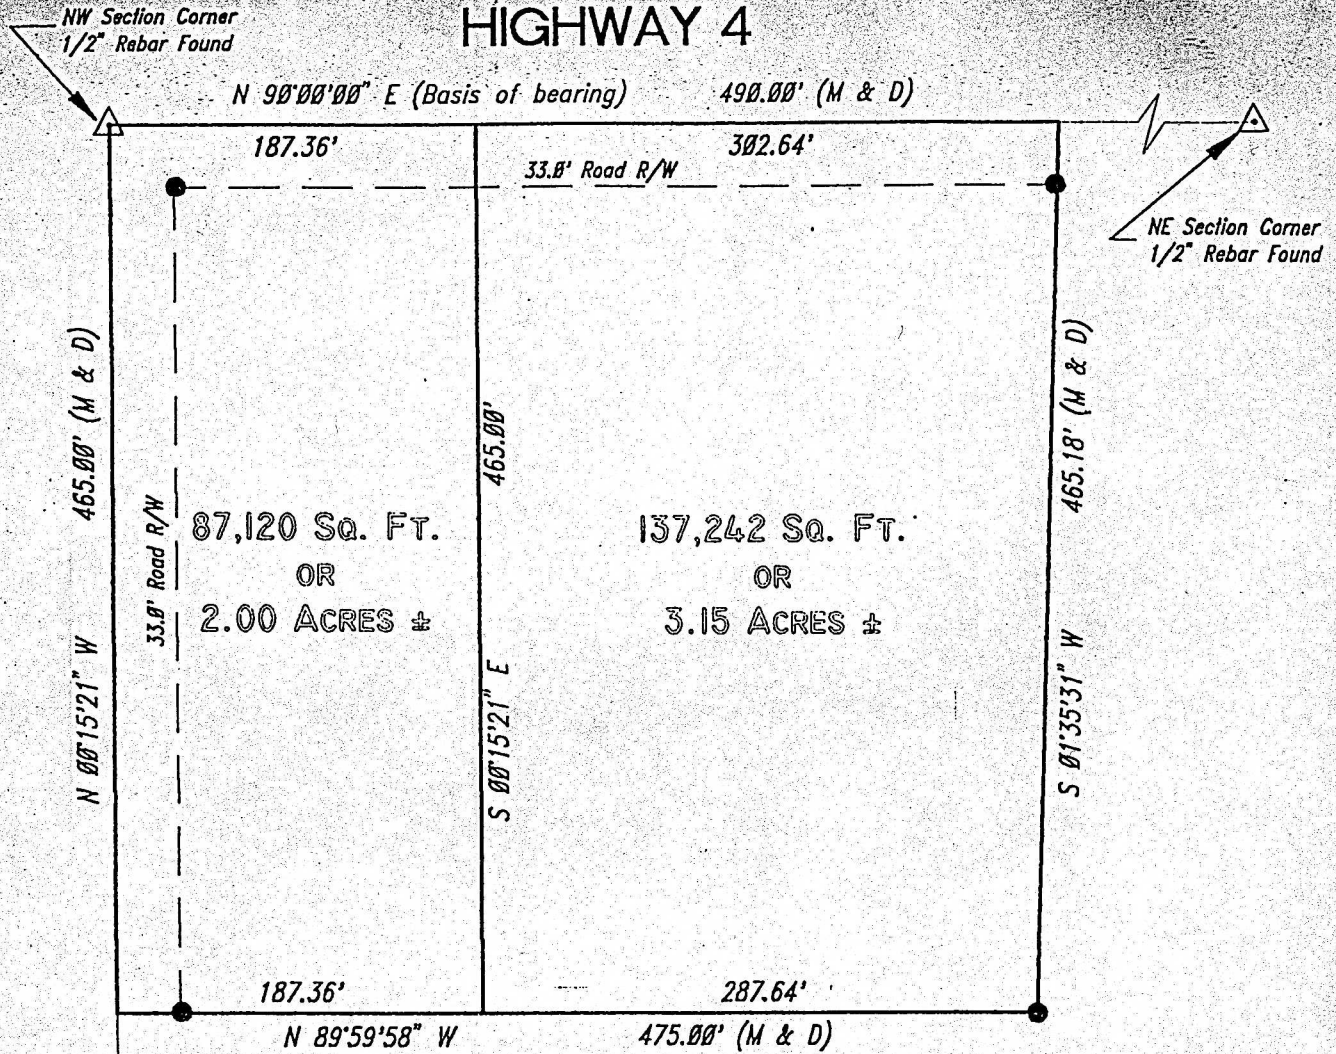 HIGHWAY 4
NW Section Corner
1/2" Rebar Found
N 90°00'00" E (Basis of bearing)
490.00' (M & D)
187.36'
302.64'
33.0' Road R/W
NE Section Corner
1/2" Rebar Found
465.00' (M & D)
N 00°15'21" W
33.0' Road R/W
87,120 SQ. FT.
OR
2.00 ACRES ±
465.00'
S 00°15'21" E
137,242 SQ. FT.
OR
3.15 ACRES ±
465.18' (M & D)
S 01°35'31" W
187.36'
287.64'
N 89°59'58" W
475.00' (M & D)